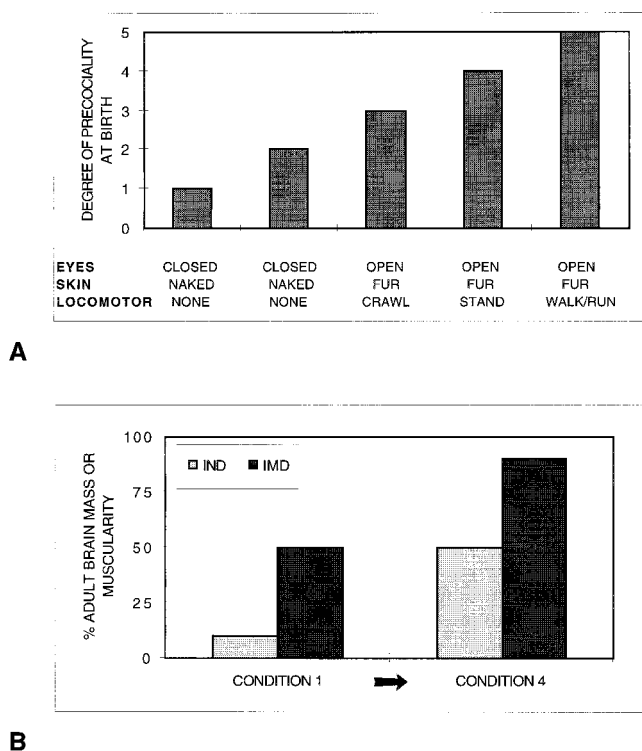 DEGREE OF PRECOCIALITY
AT BIRTH
5
4
3
2
1
0
EYES CLOSED CLOSED OPEN OPEN OPEN
SKIN NAKED NAKED FUR FUR FUR
LOCOMOTOR NONE NONE CRAWL STAND WALK/RUN
A
% ADULT BRAIN MASS OR
MUSCULARITY
100
75
50
25
0
IND IMD
CONDITION 1 CONDITION 4
B